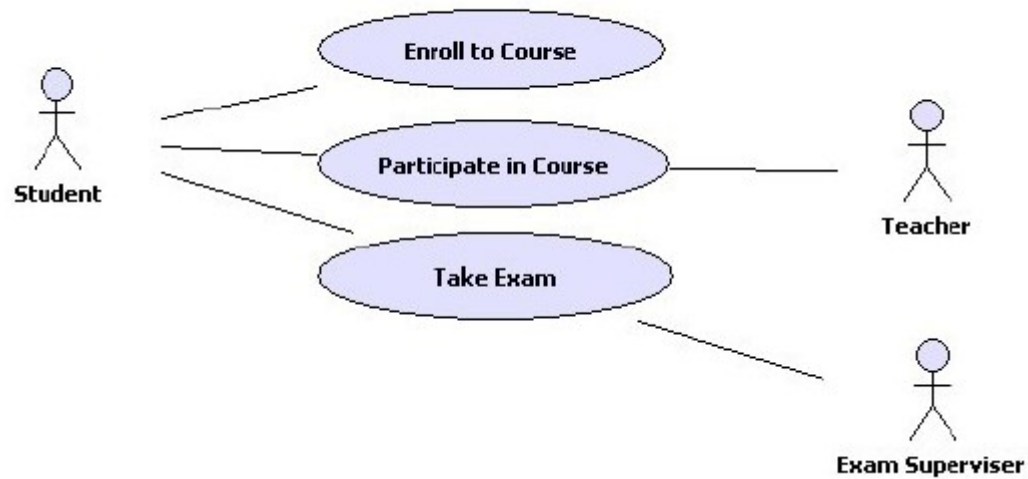 Enroll to Course
Student
Participate in Course
Teacher
Take Exam
Exam Superviser